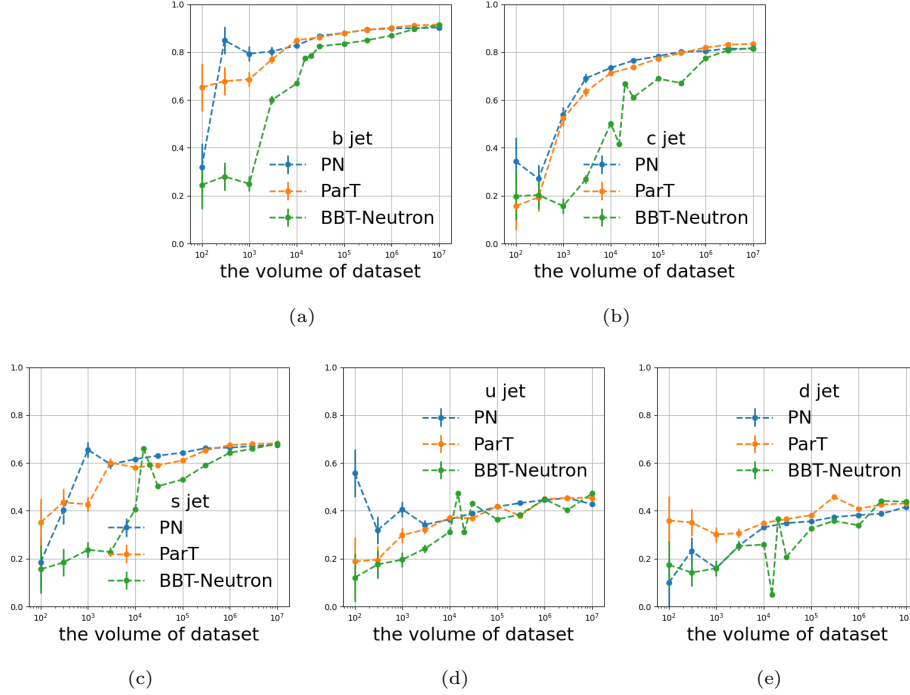 1.0
0.8
0.6
0.4
0.2
0.0
b jet
PN
ParT
BBT-Neutron
10² 10³ 10⁴ 10⁵ 10⁶ 10⁷
the volume of dataset
(a)
1.0
0.8
0.6
0.4
0.2
0.0
c jet
PN
ParT
BBT-Neutron
10² 10³ 10⁴ 10⁵ 10⁶ 10⁷
the volume of dataset
(b)
1.0
0.8
0.6
0.4
0.2
0.0
s jet
PN
ParT
BBT-Neutron
10² 10³ 10⁴ 10⁵ 10⁶ 10⁷
the volume of dataset
(c)
1.0
0.8
0.6
0.4
0.2
0.0
u jet
PN
ParT
BBT-Neutron
10² 10³ 10⁴ 10⁵ 10⁶ 10⁷
the volume of dataset
(d)
1.0
0.8
0.6
0.4
0.2
0.0
d jet
PN
ParT
BBT-Neutron
10² 10³ 10⁴ 10⁵ 10⁶
the volume of dataset
(e)